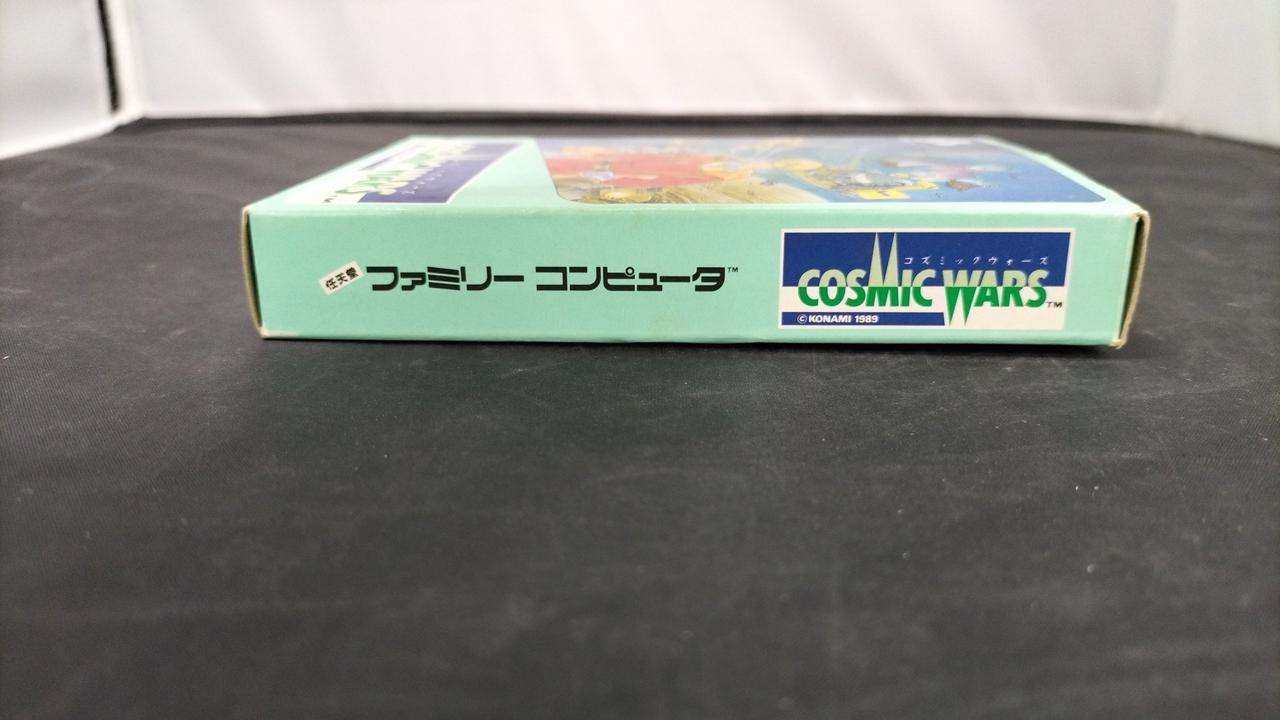 任天堂 ファミリー コンピュータ™
コズミックウォーズ
COSMIC WARS™
© KONAMI 1989